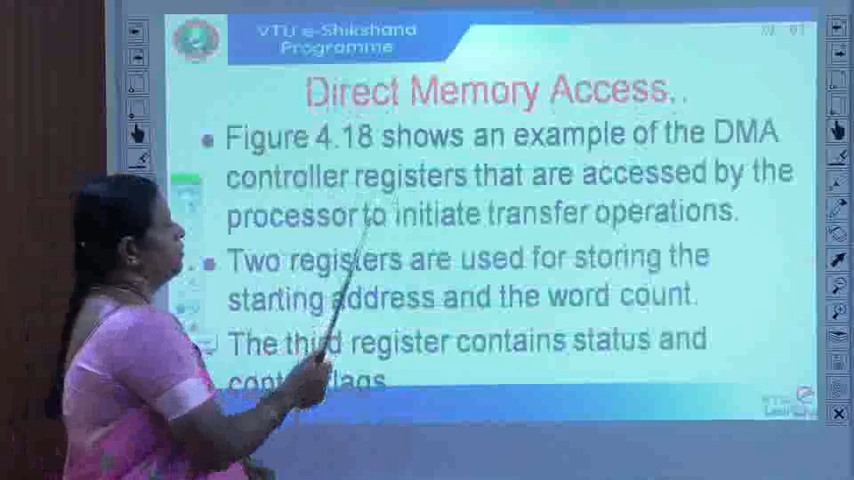 VTU e-Shikshana
Programme
Direct Memory Access..
• Figure 4.18 shows an example of the DMA
controller registers that are accessed by the
processor to initiate transfer operations.
• Two registers are used for storing the
starting address and the word count.
The third register contains status and
flags